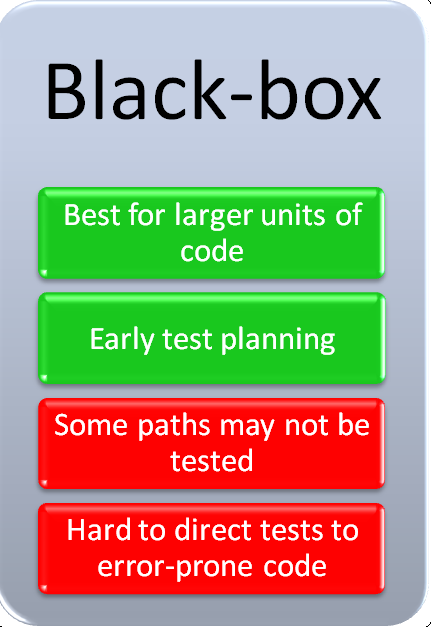 Black-box
Best for larger units of
code
Early test planning
Some paths may not be
tested
Hard to direct tests to
error-prone code